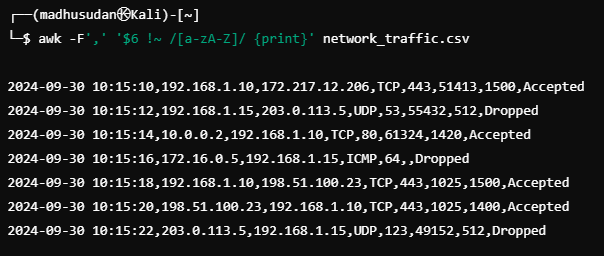 ┌──(madhusudan㉿Kali)-[~]
└─$ awk -F',' '$6 !~ /[a-zA-Z]/ {print}' network_traffic.csv
2024-09-30 10:15:10,192.168.1.10,172.217.12.206,TCP,443,51413,1500,Accepted
2024-09-30 10:15:12,192.168.1.15,203.0.113.5,UDP,53,55432,512,Dropped
2024-09-30 10:15:14,10.0.0.2,192.168.1.10,TCP,80,61324,1420,Accepted
2024-09-30 10:15:16,172.16.0.5,192.168.1.15,ICMP,64,,Dropped
2024-09-30 10:15:18,192.168.1.10,198.51.100.23,TCP,443,1025,1500,Accepted
2024-09-30 10:15:20,198.51.100.23,192.168.1.10,TCP,443,1025,1400,Accepted
2024-09-30 10:15:22,203.0.113.5,192.168.1.15,UDP,123,49152,512,Dropped